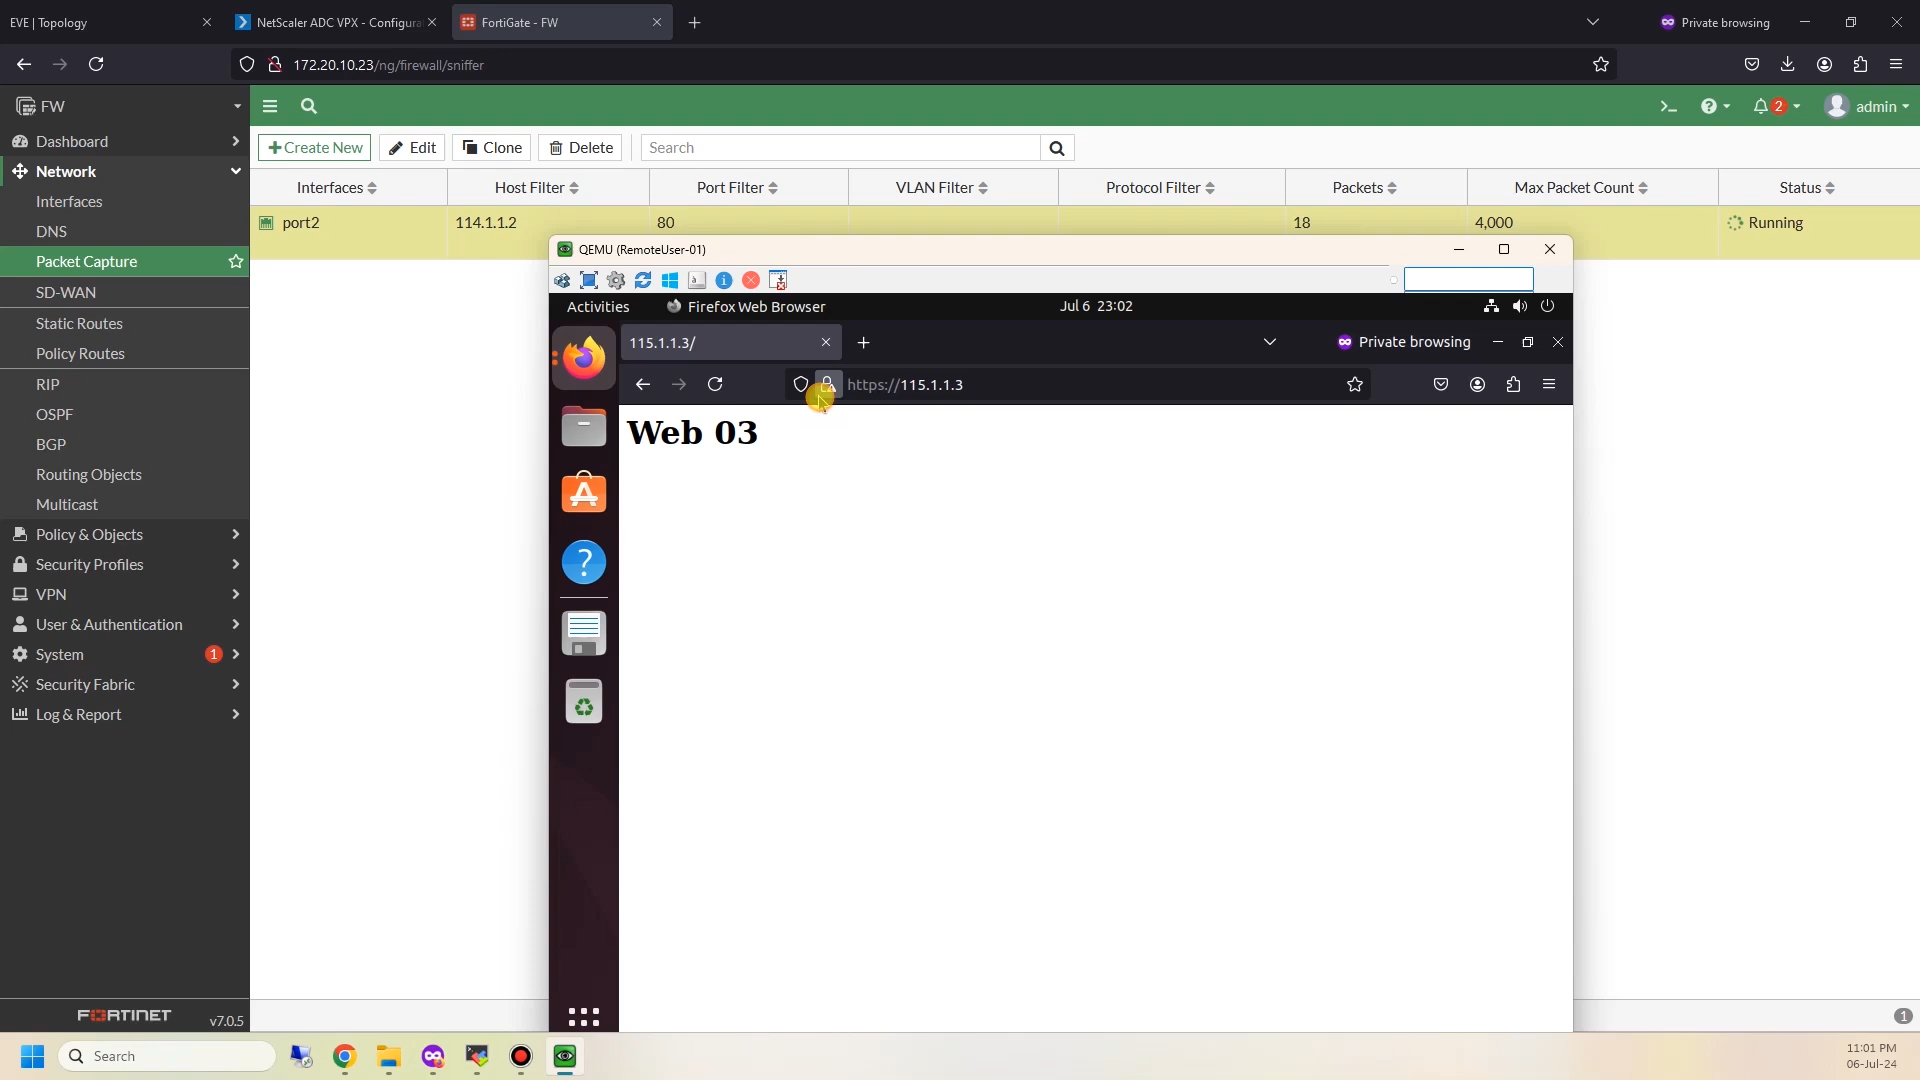 EVE | Topology
NetScaler ADC VPX - Configura
FortiGate - FW
Private browsing
172.20.10.23/ng/firewall/sniffer
FW
2
admin
Dashboard
Network
Interfaces
DNS
Packet Capture
SD-WAN
Static Routes
Policy Routes
RIP
OSPF
BGP
Routing Objects
Multicast
Policy & Objects
Security Profiles
VPN
User & Authentication
System 1
Security Fabric
Log & Report
FORTINET v7.0.5
Create New Edit Clone Delete Search
Interfaces Host Filter Port Filter VLAN Filter Protocol Filter Packets Max Packet Count Status
port2 114.1.1.2 80 18 4,000 Running
QEMU (RemoteUser-01)
Activities Firefox Web Browser Jul 6 23:02
115.1.1.3/ Private browsing
https://115.1.1.3
Web 03
1
Search
11:01 PM
06-Jul-24